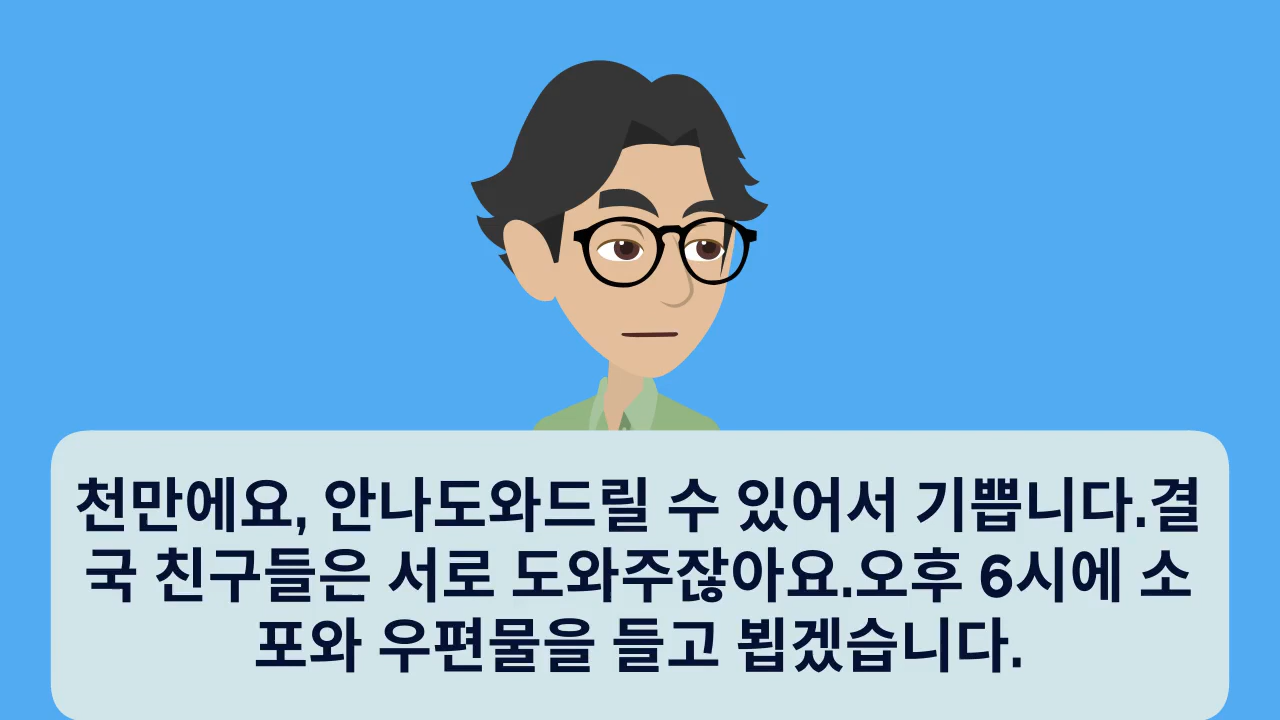 천만에요, 안나도와드릴 수 있어서 기쁩니다.결
국 친구들은 서로 도와주잖아요.오후 6시에 소
포와 우편물을 들고 뵙겠습니다.